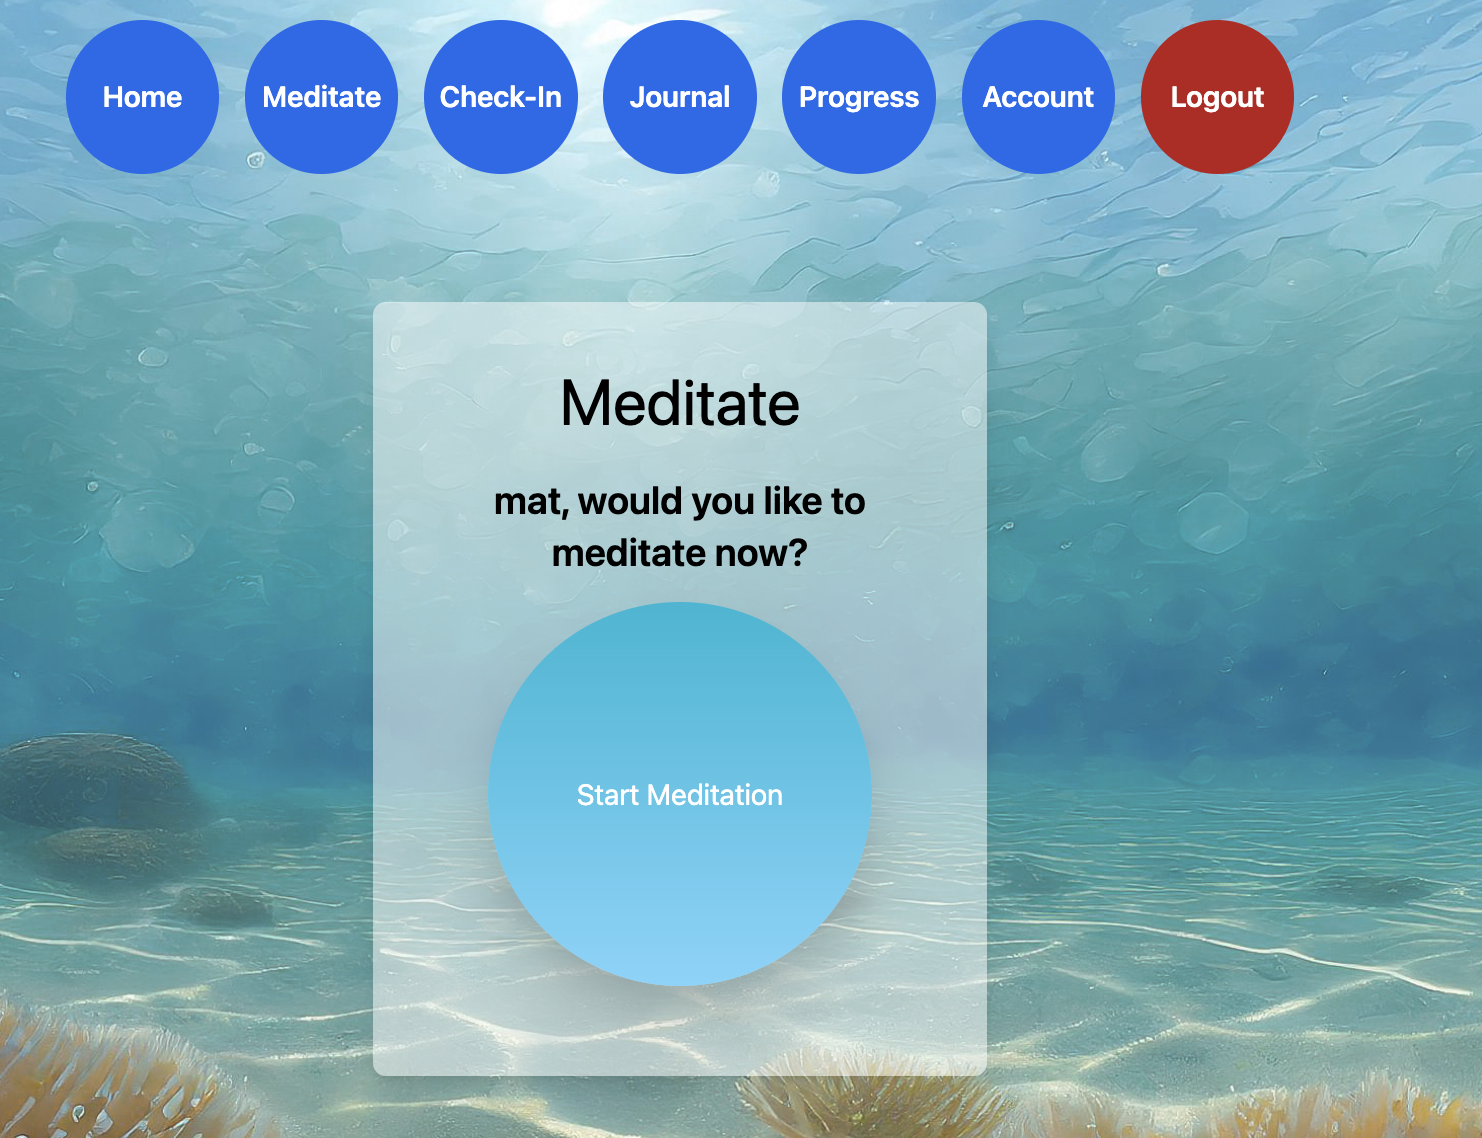 Home Meditate Check-In Journal Progress Account Logout
Meditate
mat, would you like to
meditate now?
Start Meditation